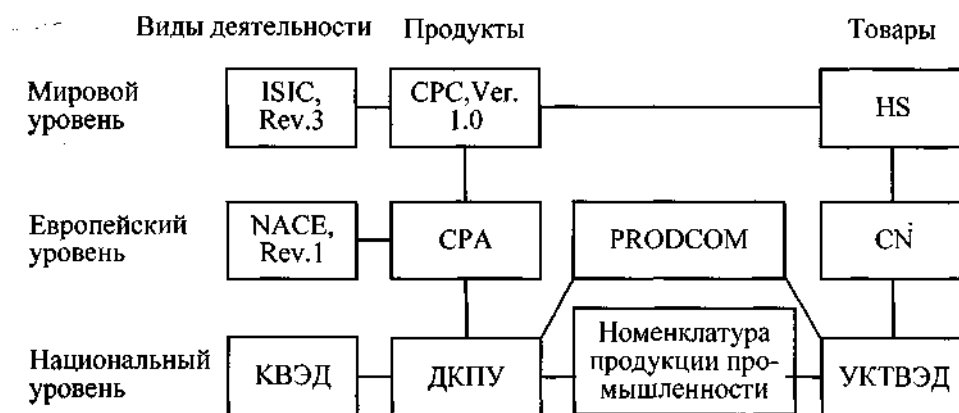 Виды деятельности Продукты Товары
Мировой
уровень
ISIC,
Rev.3
CPC,Ver.
1.0
HS
Европейский
уровень
NACE,
Rev.1
CPA
PRODCOM
CN
Национальный
уровень
КВЭД
ДКПУ
Номенклатура
продукции про-
мышленности
УКТВЭД